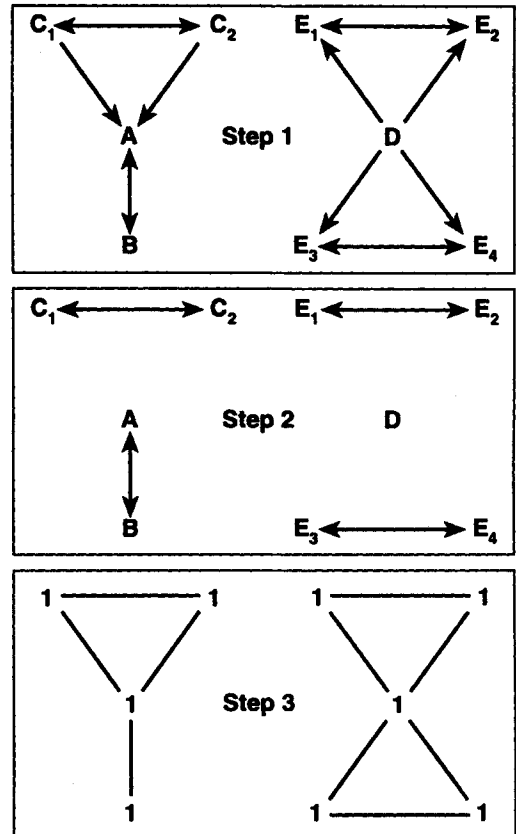 C₁ C₂ E₁ E₂
A Step 1 D
B E₃ E₄
C₁ C₂ E₁ E₂
A Step 2 D
B E₃ E₄
1 1 1 1
1 Step 3 1
1 1 1